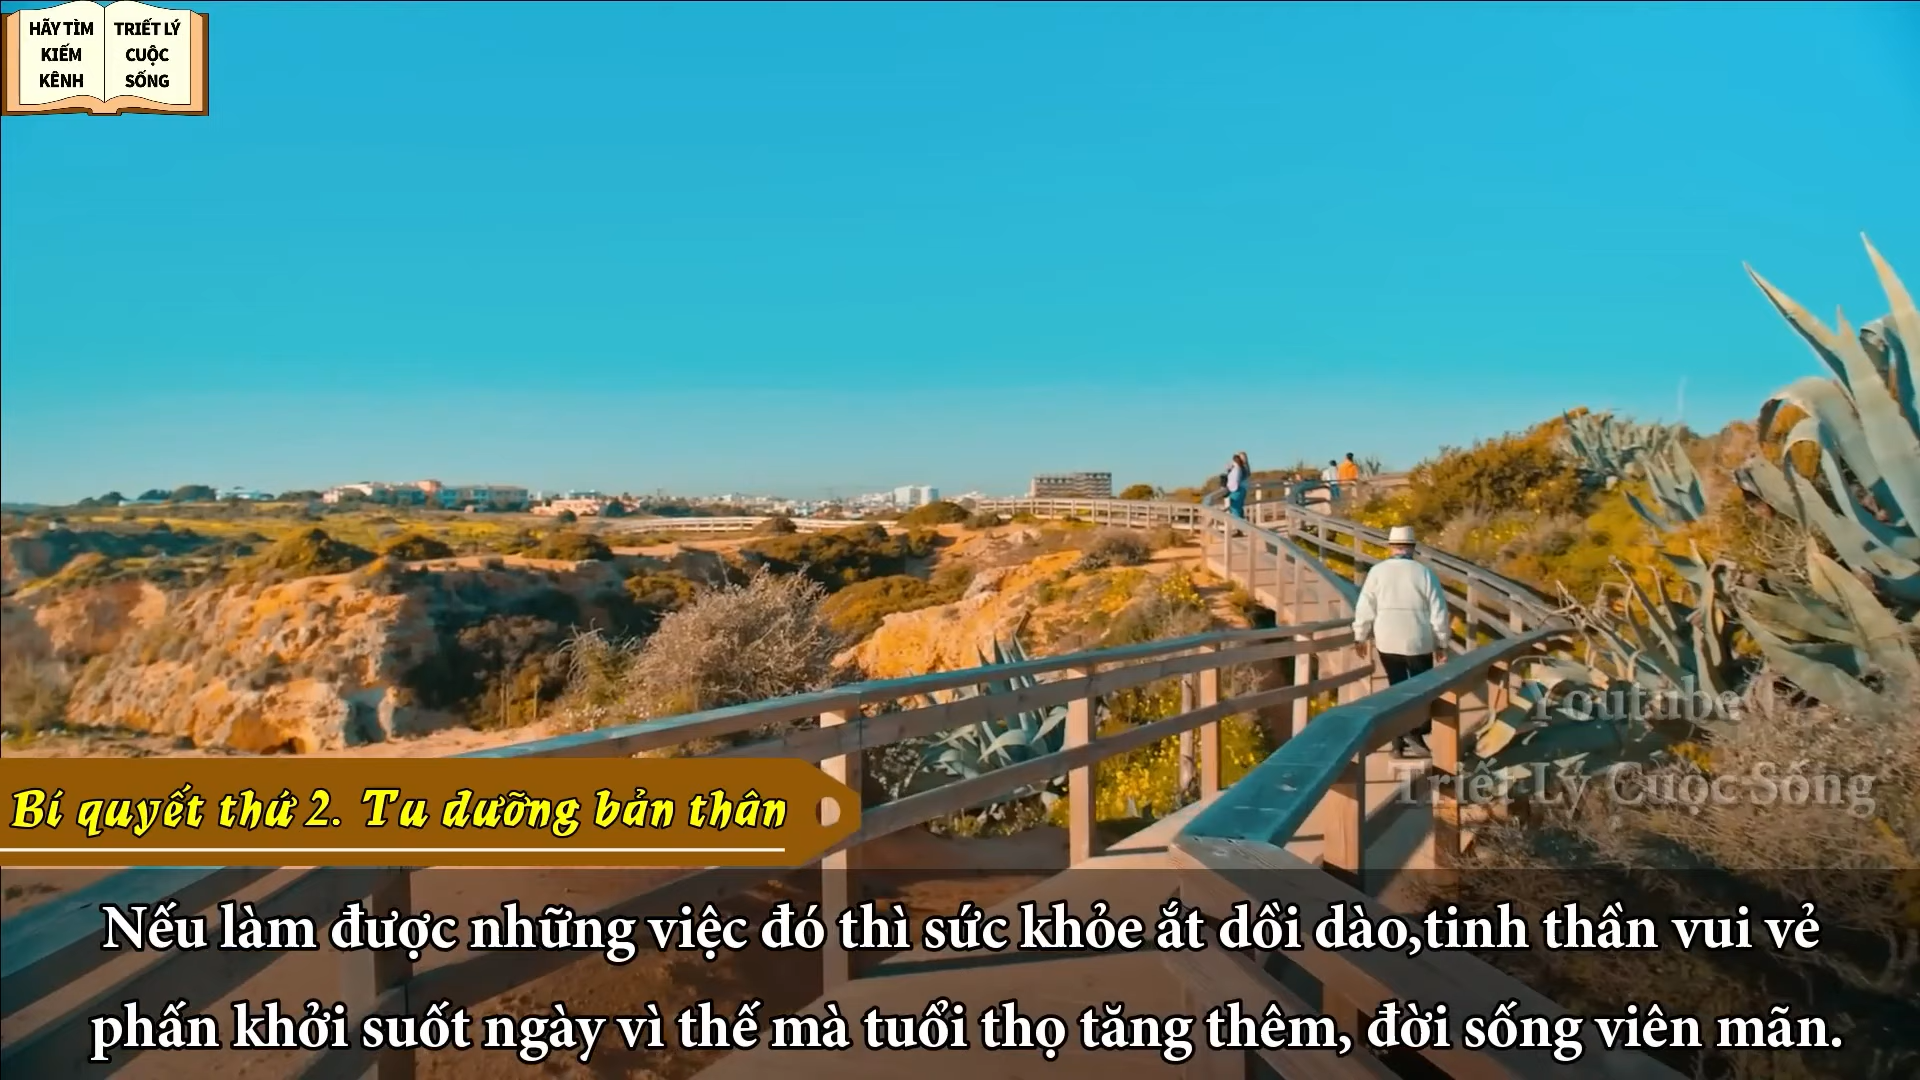 HÃY TÌM
KIẾM
KÊNH
TRIẾT LÝ
CUỘC
SỐNG
Youtube
Triết Lý Cuộc Sống
Bí quyết thứ 2. Tu dưỡng bản thân
Nếu làm được những việc đó thì sức khỏe ắt dồi dào,tinh thần vui vẻ
phấn khởi suốt ngày vì thế mà tuổi thọ tăng thêm, đời sống viên mãn.